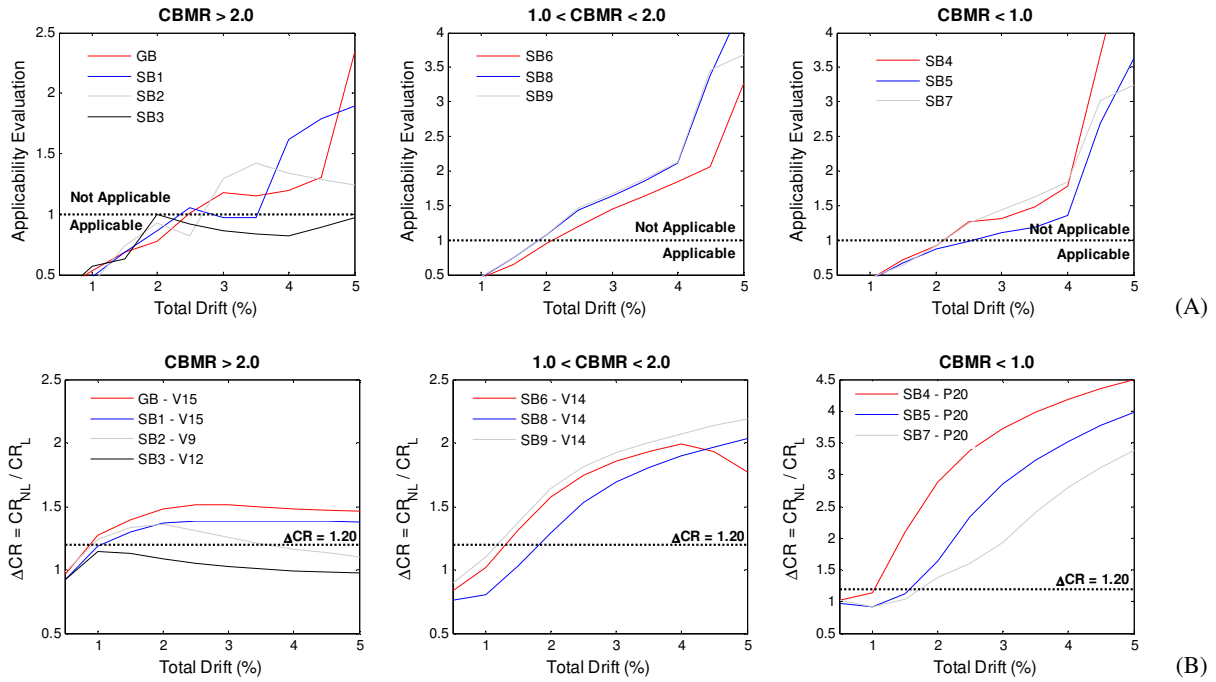 CBMR > 2.0
1.0 < CBMR < 2.0
CBMR < 1.0
Applicability Evaluation
2.5
2
1.5
1
0.5
GB
SB1
SB2
SB3
Not Applicable
Applicable
1 2 3 4 5
Total Drift (%)
Applicability Evaluation
4
3.5
3
2.5
2
1.5
1
0.5
SB6
SB8
SB9
Not Applicable
Applicable
1 2 3 4 5
Total Drift (%)
Applicability Evaluation
4
3.5
3
2.5
2
1.5
1
0.5
SB4
SB5
SB7
Not Applicable
Applicable
1 2 3 4 5
Total Drift (%)
(A)
CBMR > 2.0
1.0 < CBMR < 2.0
CBMR < 1.0
ΔCR = CR_NL / CR_L
2.5
2
1.5
1
0.5
GB - V15
SB1 - V15
SB2 - V9
SB3 - V12
ΔCR = 1.20
1 2 3 4 5
Total Drift (%)
ΔCR = CR_NL / CR_L
2.5
2
1.5
1
0.5
SB6 - V14
SB8 - V14
SB9 - V14
ΔCR = 1.20
1 2 3 4 5
Total Drift (%)
ΔCR = CR_NL / CR_L
4.5
4
3.5
3
2.5
2
1.5
1
0.5
SB4 - P20
SB5 - P20
SB7 - P20
ΔCR = 1.20
1 2 3 4 5
Total Drift (%)
(B)